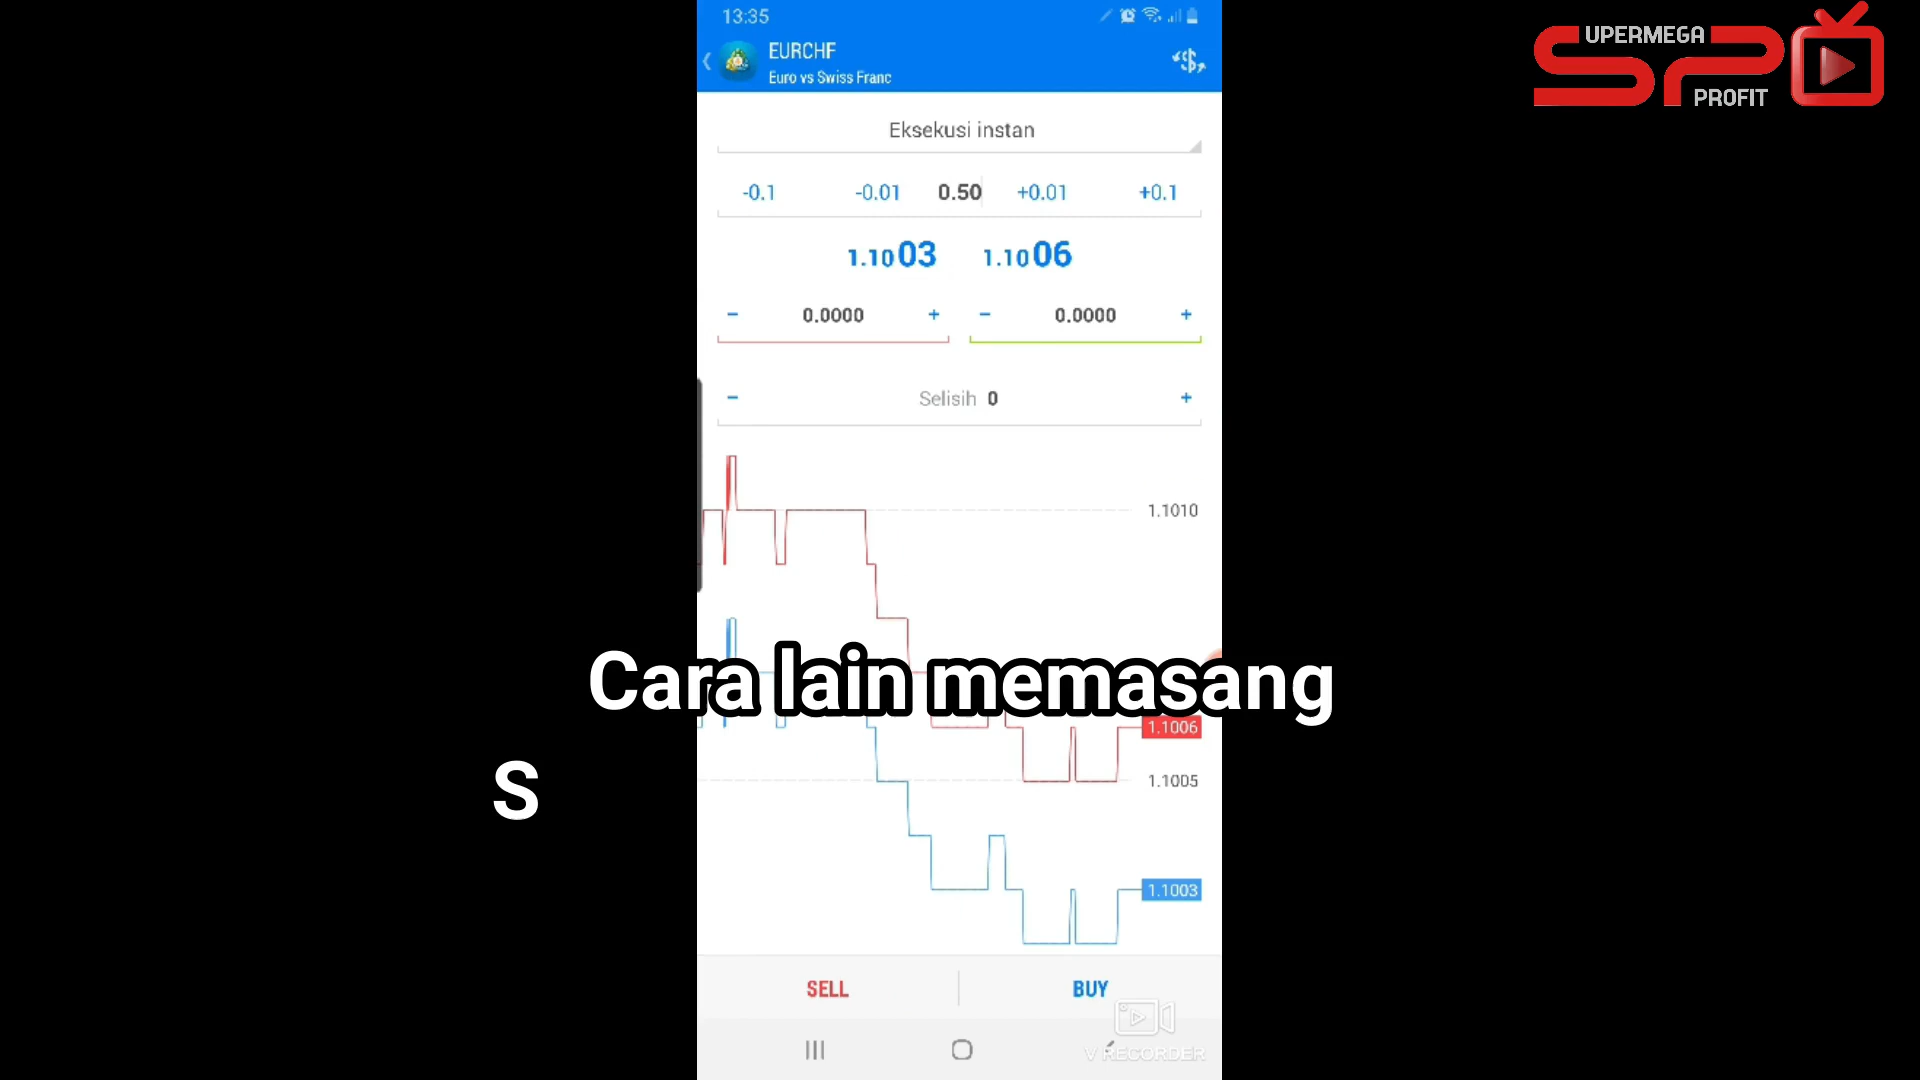 13:35
EURCHF
Euro vs Swiss Franc
UPERMEGA
SP
PROFIT
Eksekusi instan
-0.1 -0.01 0.50 +0.01 +0.1
1.1003 1.1006
- 0.0000 + - 0.0000 +
- Selisih 0 +
1.1010
Cara lain memasang
1.1006
S
1.1005
1.1003
SELL BUY
V RECORDER